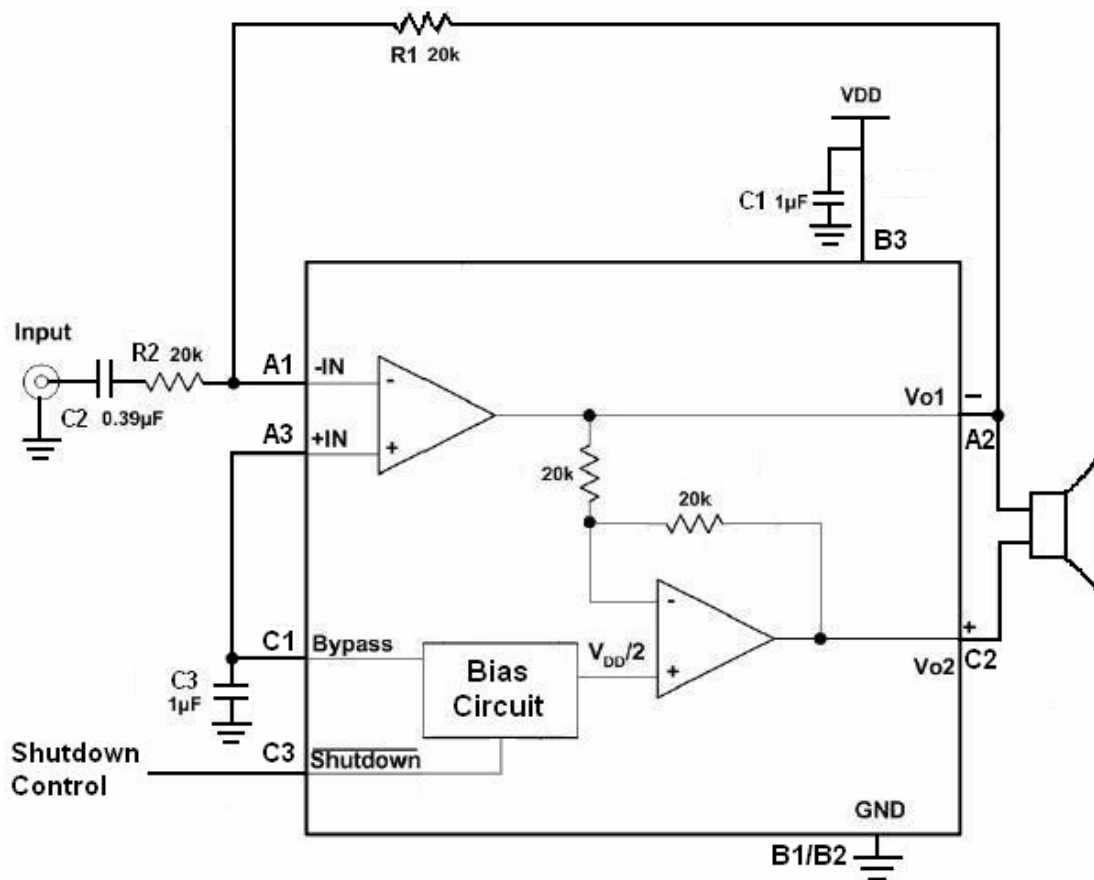 R1 20k
VDD
C1 1µF
B3
Input
R2 20k
A1
-IN
-
C2 0.39µF
A3
+IN
+
Vo1
-
A2
20k
20k
-
C1
Bypass
V_DD/2
+
+
Vo2
C2
C3
1µF
Bias
Circuit
C3
Shutdown
Shutdown
Control
GND
B1/B2